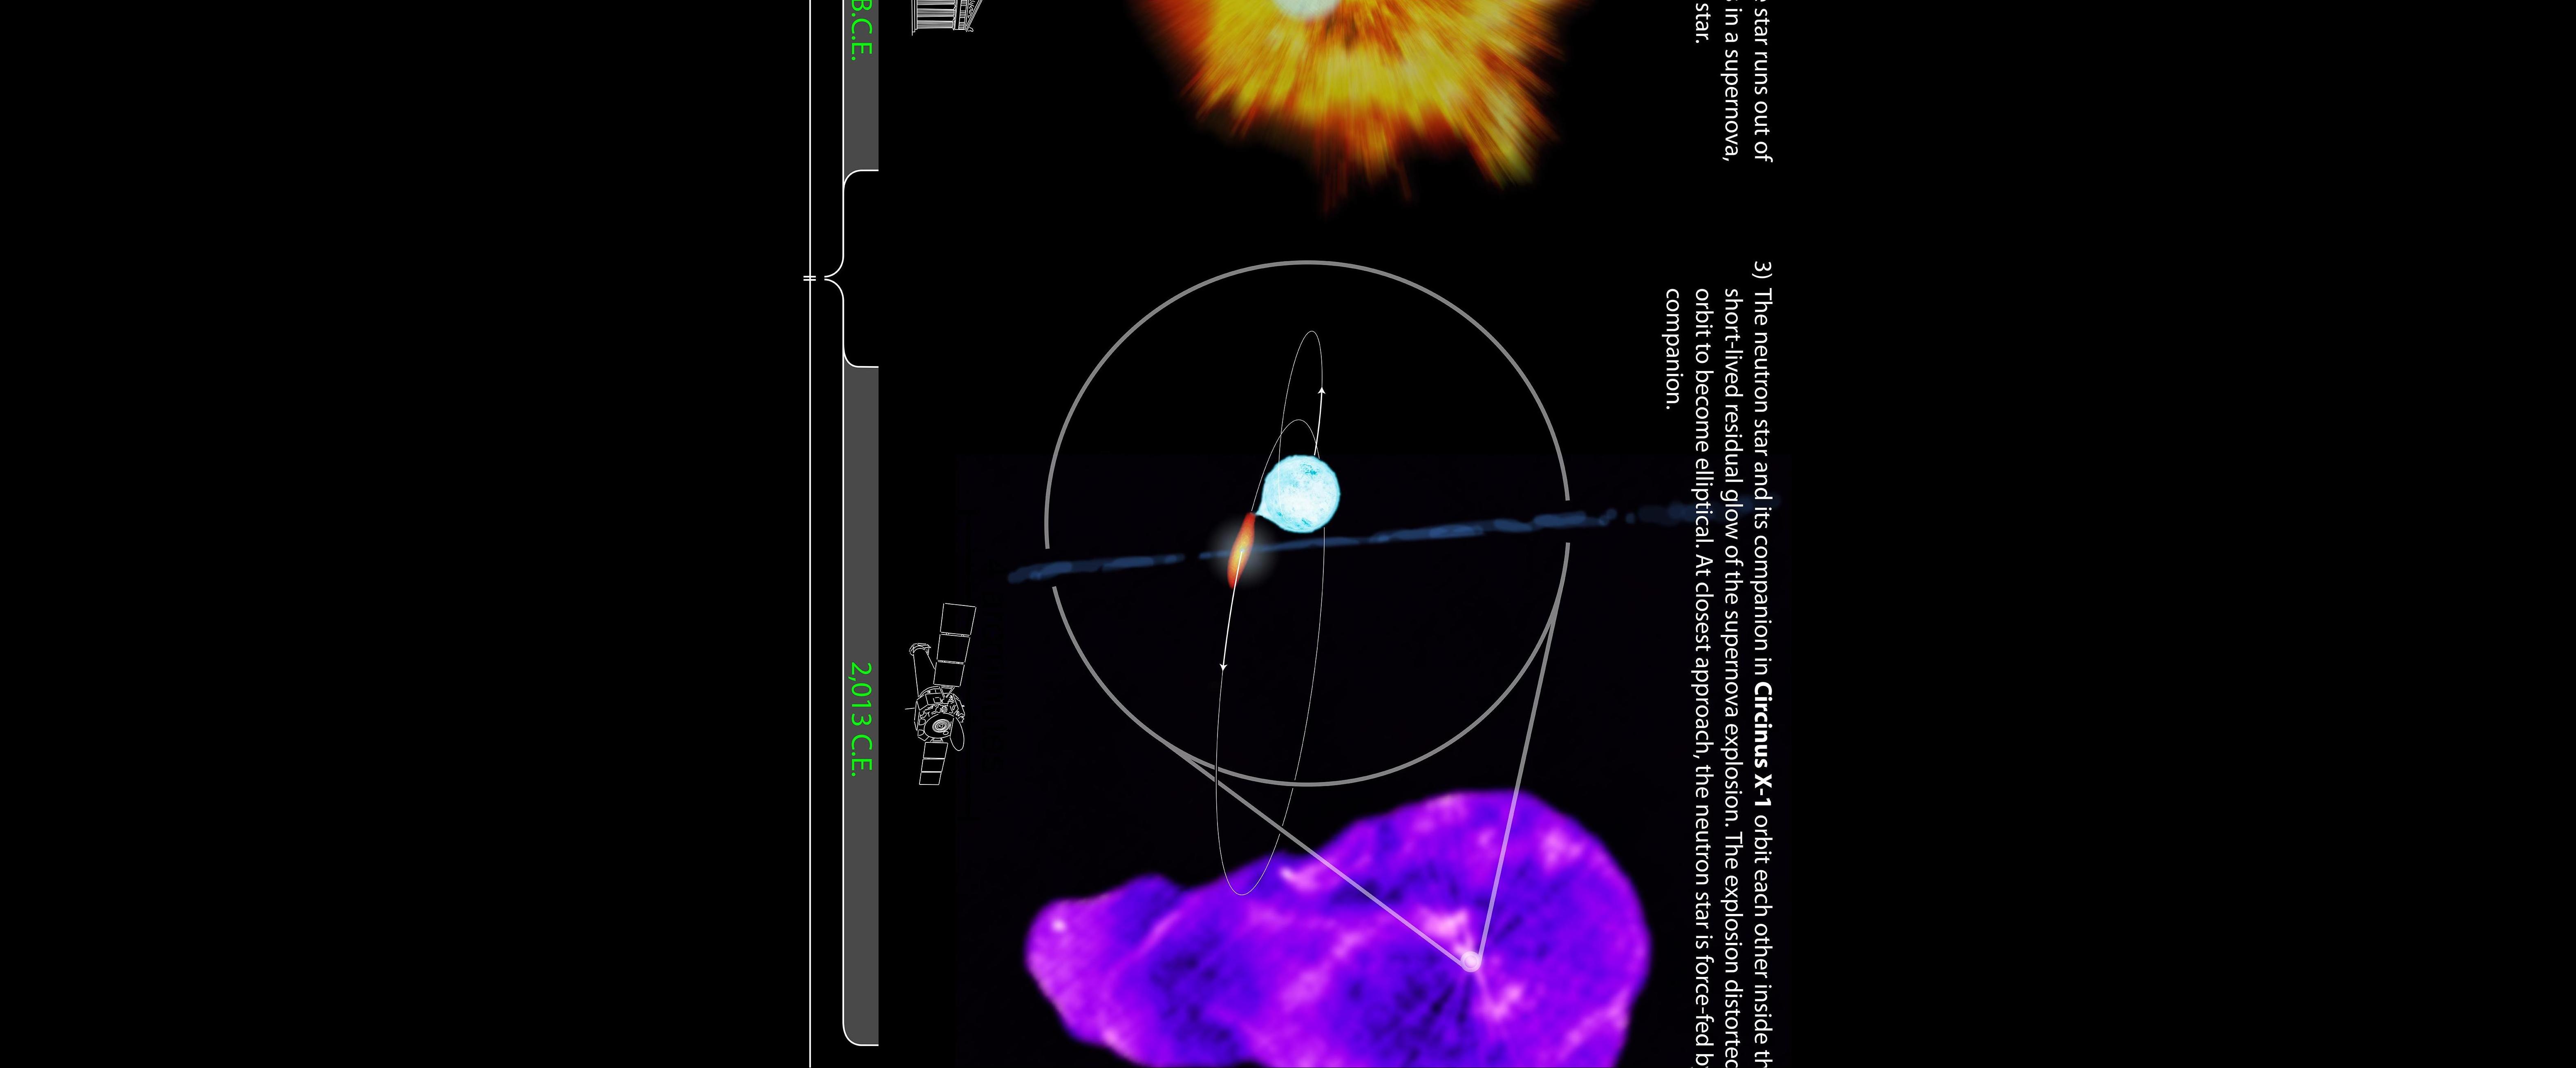 star runs out of
in a supernova,
star.
3) The neutron star and its companion in Circinus X-1 orbit each other inside
short-lived residual glow of the supernova explosion. The explosion distorted
orbit to become elliptical. At closest approach, the neutron star is force-fed
companion.
B.C.E.
2,013 C.E.